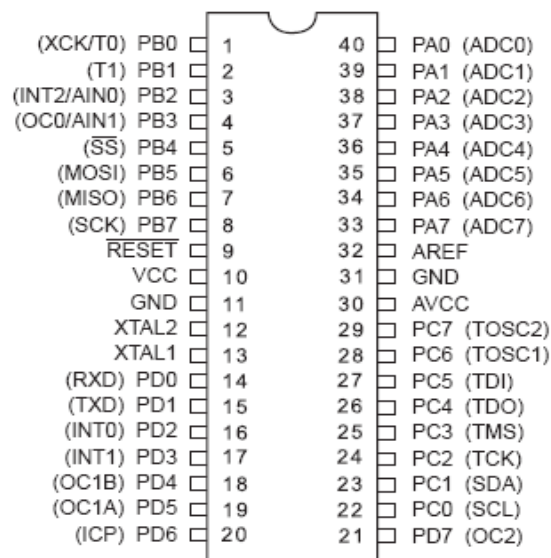 (XCK/T0) PB0 1 40 PA0 (ADC0)
(T1) PB1 2 39 PA1 (ADC1)
(INT2/AIN0) PB2 3 38 PA2 (ADC2)
(OC0/AIN1) PB3 4 37 PA3 (ADC3)
(SS) PB4 5 36 PA4 (ADC4)
(MOSI) PB5 6 35 PA5 (ADC5)
(MISO) PB6 7 34 PA6 (ADC6)
(SCK) PB7 8 33 PA7 (ADC7)
RESET 9 32 AREF
VCC 10 31 GND
GND 11 30 AVCC
XTAL2 12 29 PC7 (TOSC2)
XTAL1 13 28 PC6 (TOSC1)
(RXD) PD0 14 27 PC5 (TDI)
(TXD) PD1 15 26 PC4 (TDO)
(INT0) PD2 16 25 PC3 (TMS)
(INT1) PD3 17 24 PC2 (TCK)
(OC1B) PD4 18 23 PC1 (SDA)
(OC1A) PD5 19 22 PC0 (SCL)
(ICP) PD6 20 21 PD7 (OC2)